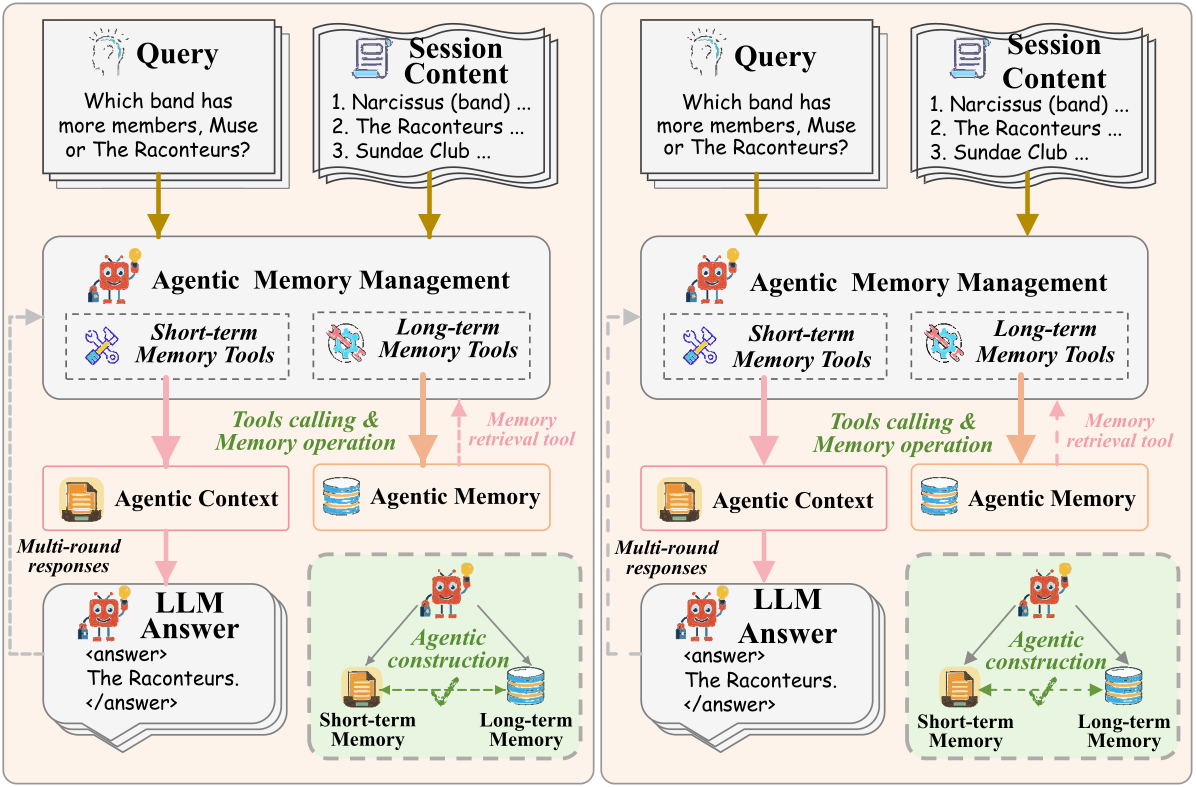 Query
Which band has
more members, Muse
or The Raconteurs?
Session
Content
1. Narcissus (band) ...
2. The Raconteurs ...
3. Sundae Club ...
Agentic Memory Management
Short-term
Memory Tools
Long-term
Memory Tools
Tools calling &
Memory operation
Memory
retrieval tool
Agentic Context
Agentic Memory
Multi-round
responses
LLM
Answer
<answer>
The Raconteurs.
</answer>
Agentic
construction
Short-term
Memory
Long-term
Memory
Query
Which band has
more members, Muse
or The Raconteurs?
Session
Content
1. Narcissus (band) ...
2. The Raconteurs ...
3. Sundae Club ...
Agentic Memory Management
Short-term
Memory Tools
Long-term
Memory Tools
Tools calling &
Memory operation
Memory
retrieval tool
Agentic Context
Agentic Memory
Multi-round
responses
LLM
Answer
<answer>
The Raconteurs.
</answer>
Agentic
construction
Short-term
Memory
Long-term
Memory